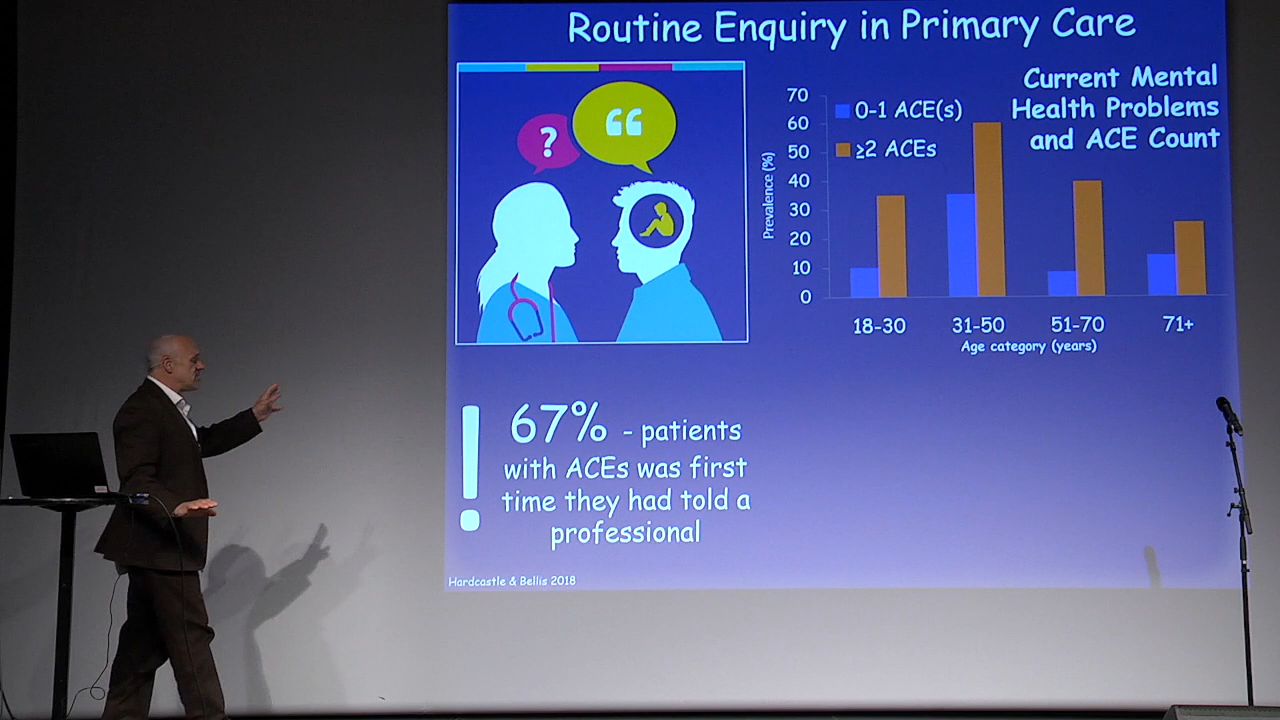 Routine Enquiry in Primary Care
?
“
Current Mental
Health Problems
and ACE Count
0-1 ACE(s)
≥2 ACEs
Prevalence (%)
70
60
50
40
30
20
10
0
18-30 31-50 51-70 71+
Age category (years)
! 67% - patients
with ACEs was first
time they had told a
professional
Hardcastle & Bellis 2018